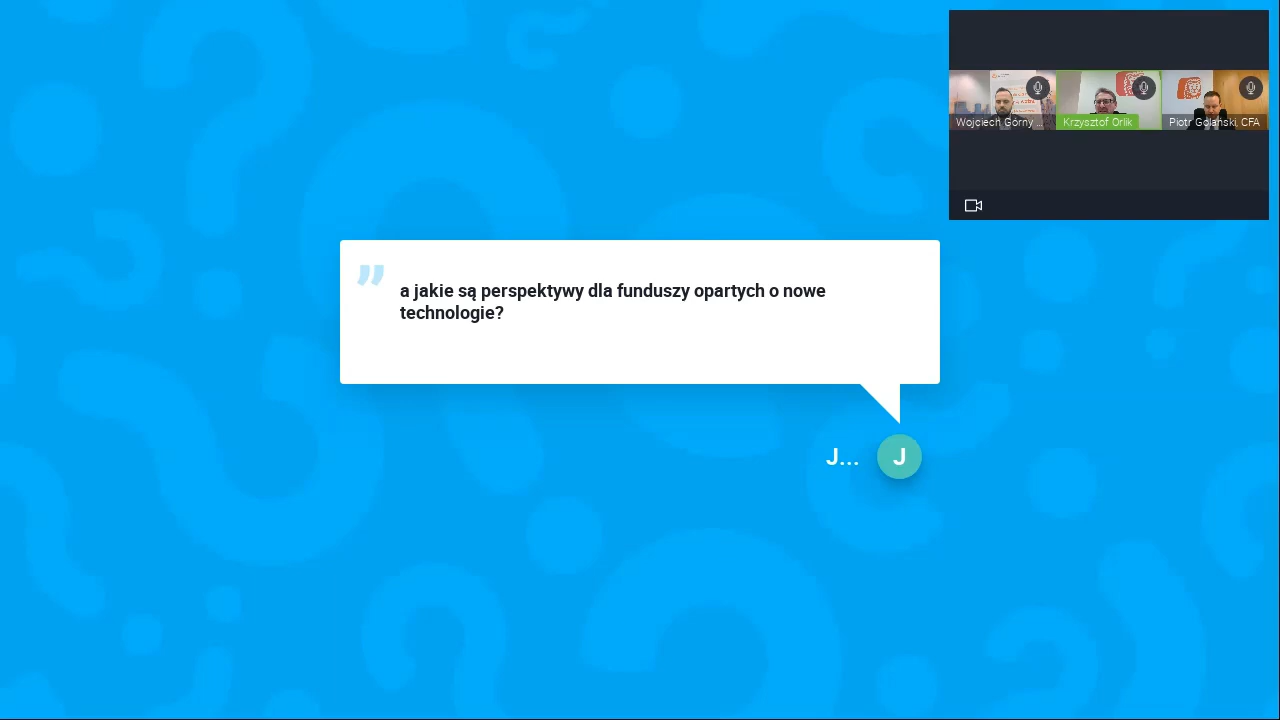 Wojciech Górny ...
Krzysztof Orlik
Piotr Golański, CFA
a jakie są perspektywy dla funduszy opartych o nowe
technologie?
J...
J